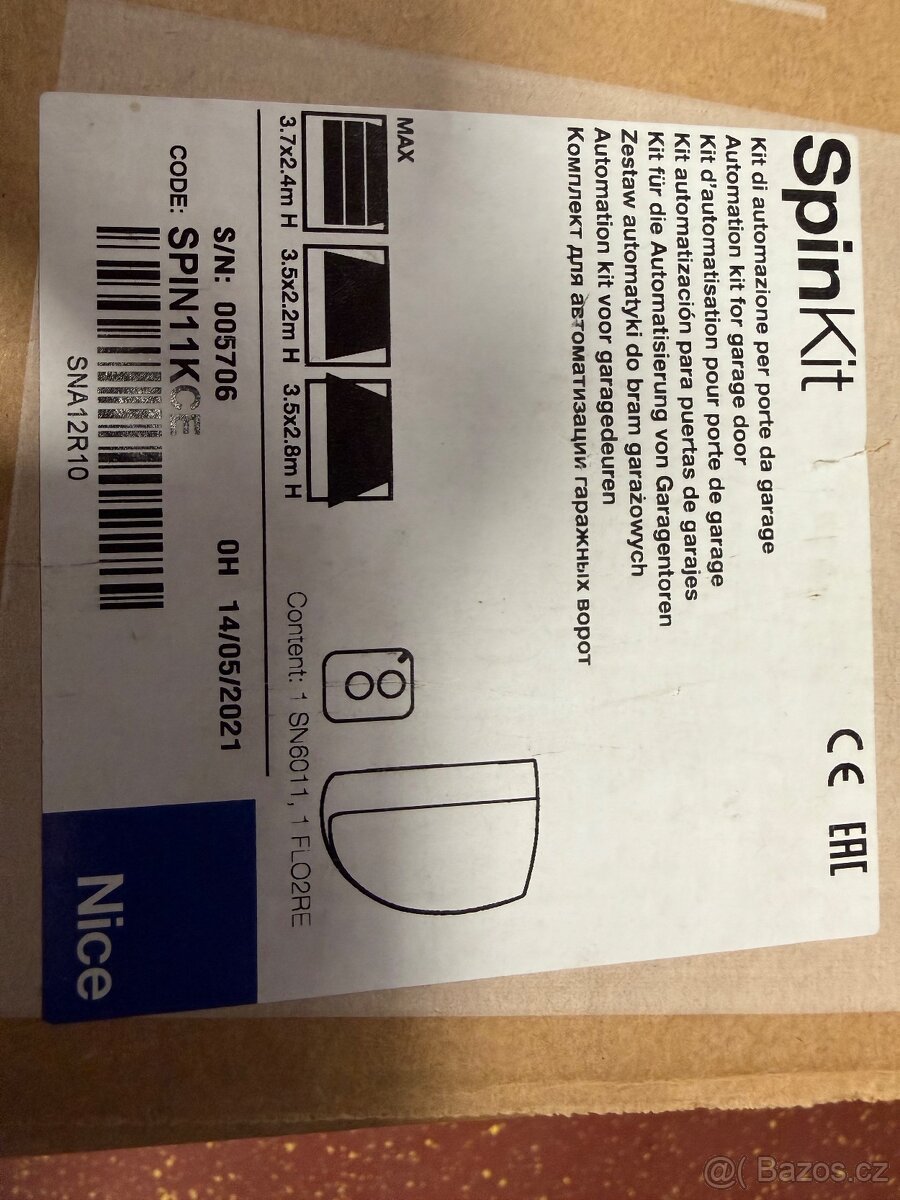 SpinKit
CE EAC
Kit di automazione per porte da garage
Automation kit for garage door
Kit d'automatisation pour porte de garage
Kit automatización para puertas de garajes
Kit für die Automatisierung von Garagentoren
Zestaw automatyki do bram garażowych
Automation kit voor garagedeuren
Комплект для автоматизации гаражных ворот
MAX
3.7x2.4m H 3.5x2.2m H 3.5x2.8m H
Content: 1 SN6011, 1 FLO2RE
S/N: 005706 0H 14/05/2021
CODE: SPIN11KCE
SNA12R10
Nice
@( Bazos.cz